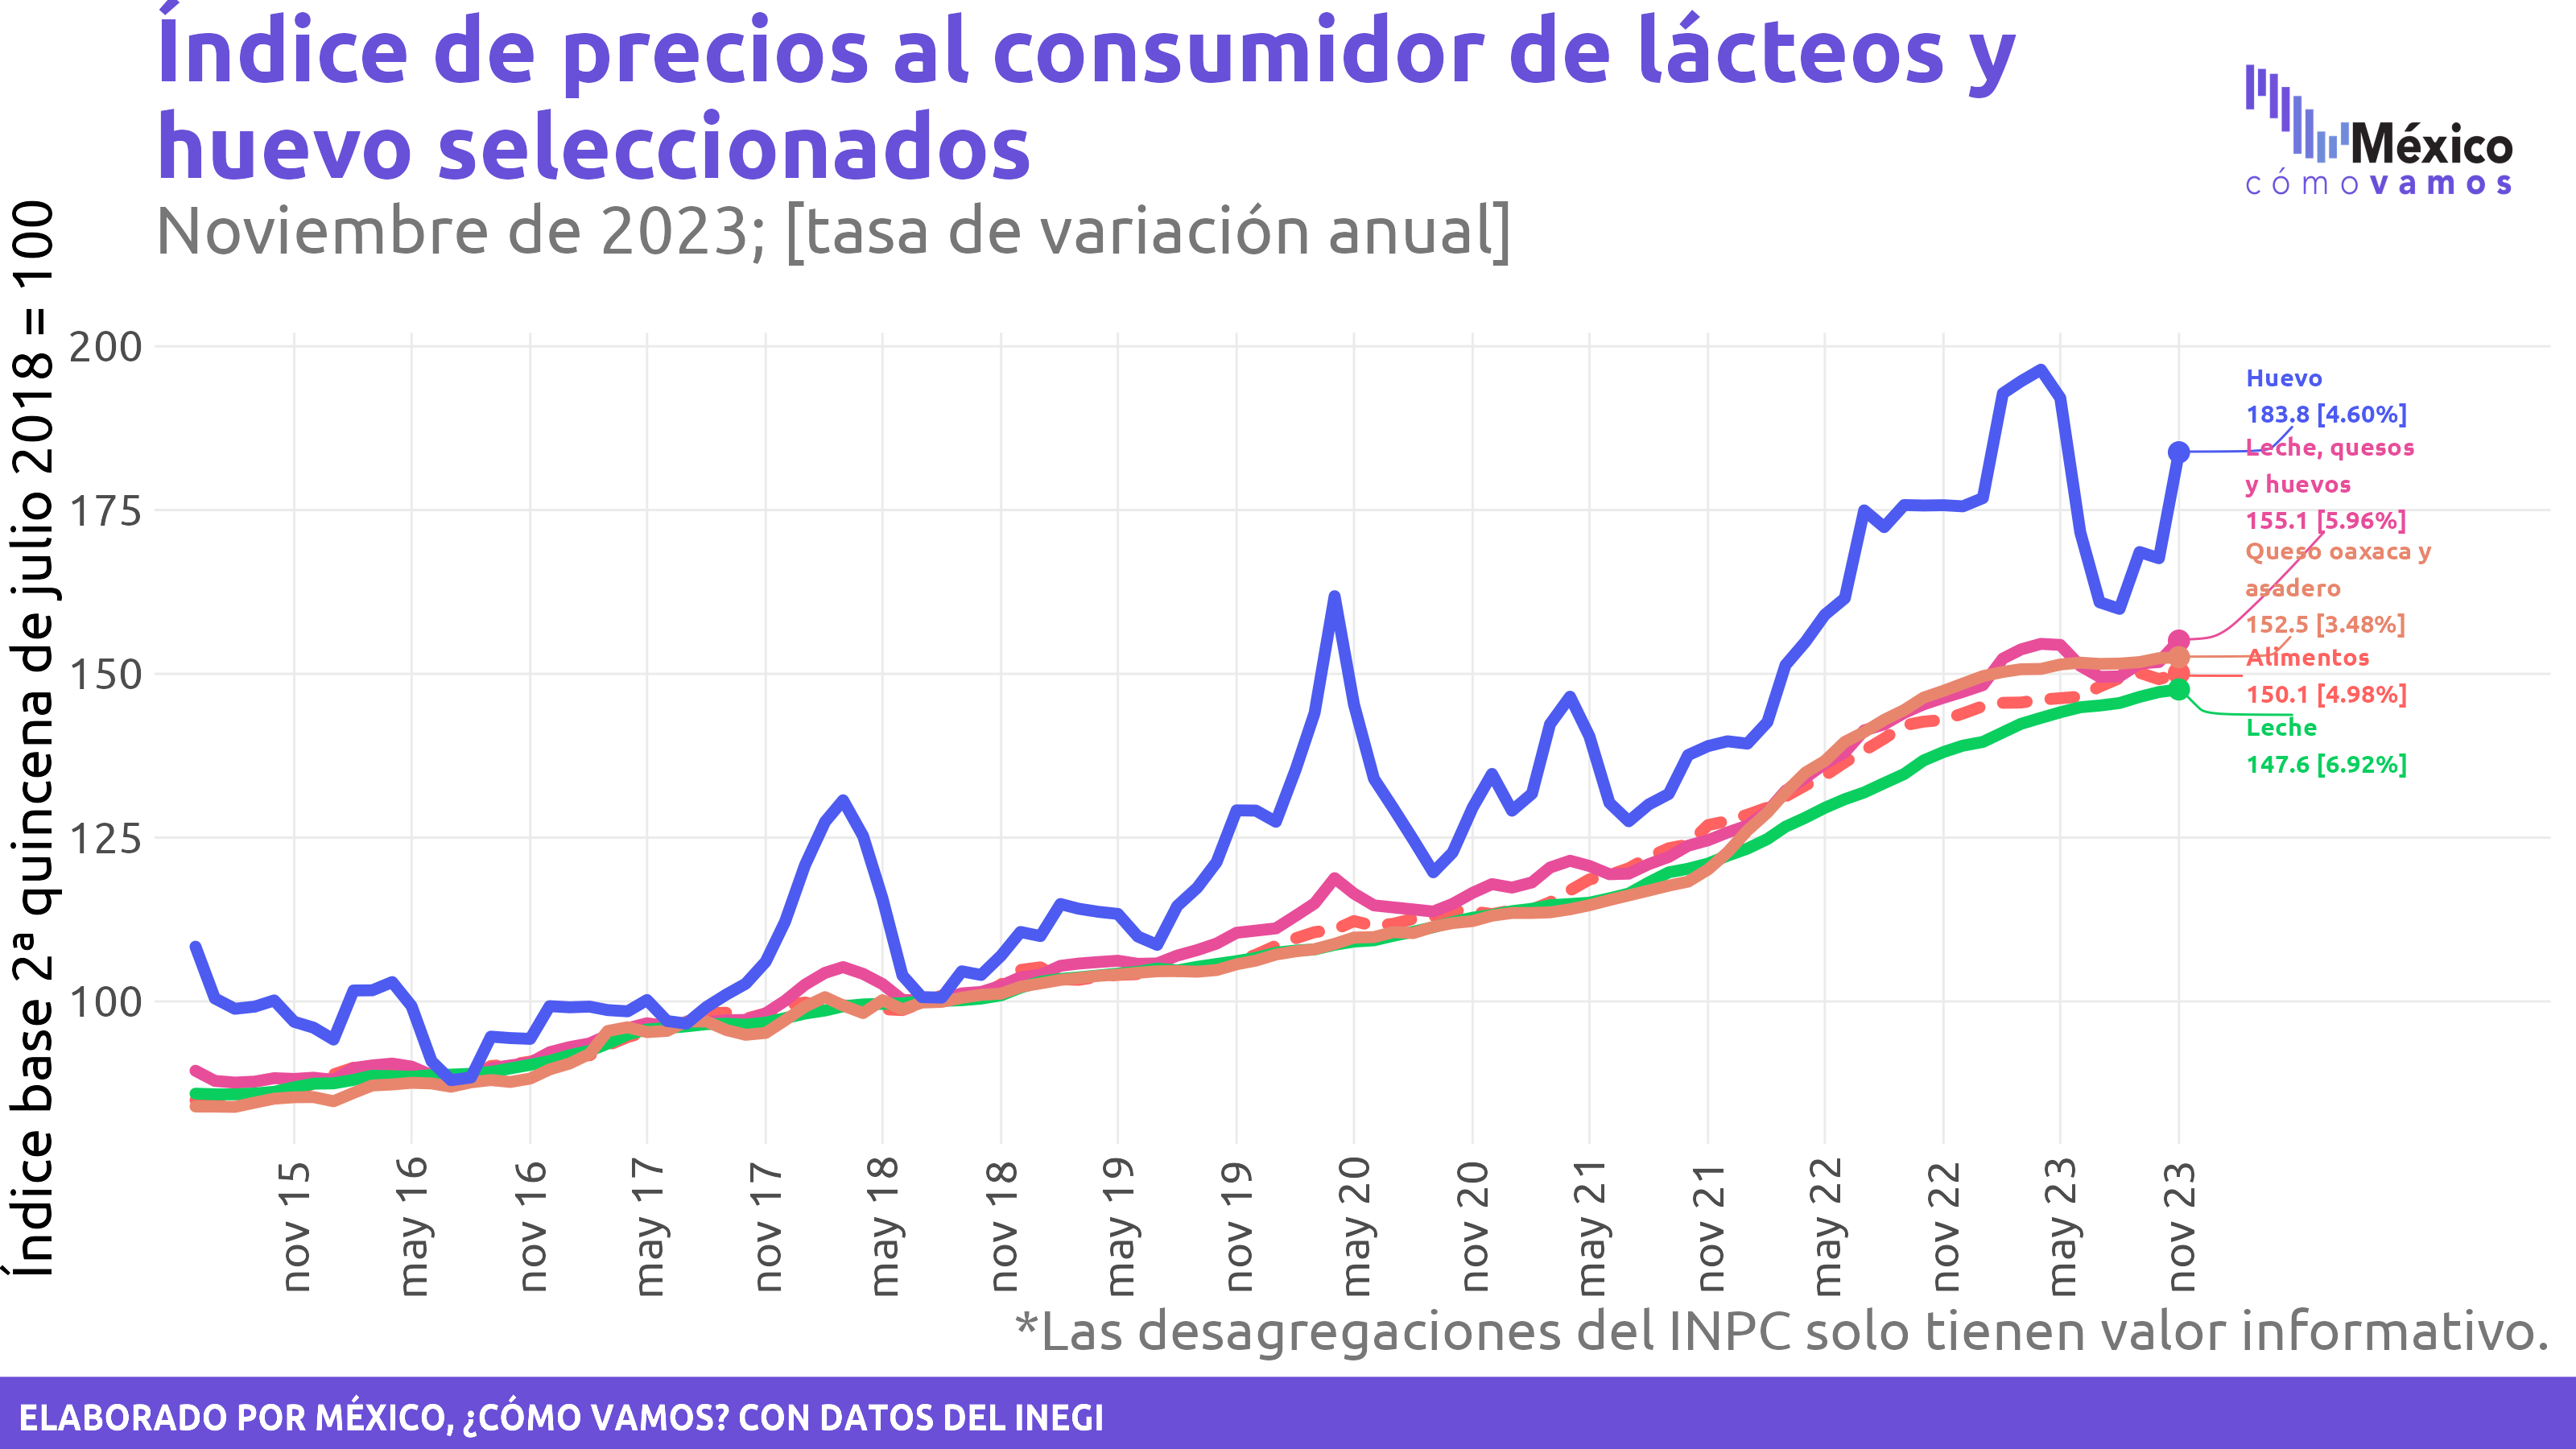 Índice de precios al consumidor de lácteos y
huevo seleccionados
Noviembre de 2023; [tasa de variación anual]
México
cómo vamos
Índice base 2ª quincena de julio 2018 = 100
200
175
150
125
100
Huevo
183.8 [4.60%]
Leche, quesos
y huevos
155.1 [5.96%]
Queso oaxaca y
asadero
152.5 [3.48%]
Alimentos
150.1 [4.98%]
Leche
147.6 [6.92%]
nov 15
may 16
nov 16
may 17
nov 17
may 18
nov 18
may 19
nov 19
may 20
nov 20
may 21
nov 21
may 22
nov 22
may 23
nov 23
*Las desagregaciones del INPC solo tienen valor informativo.
ELABORADO POR MÉXICO, ¿CÓMO VAMOS? CON DATOS DEL INEGI